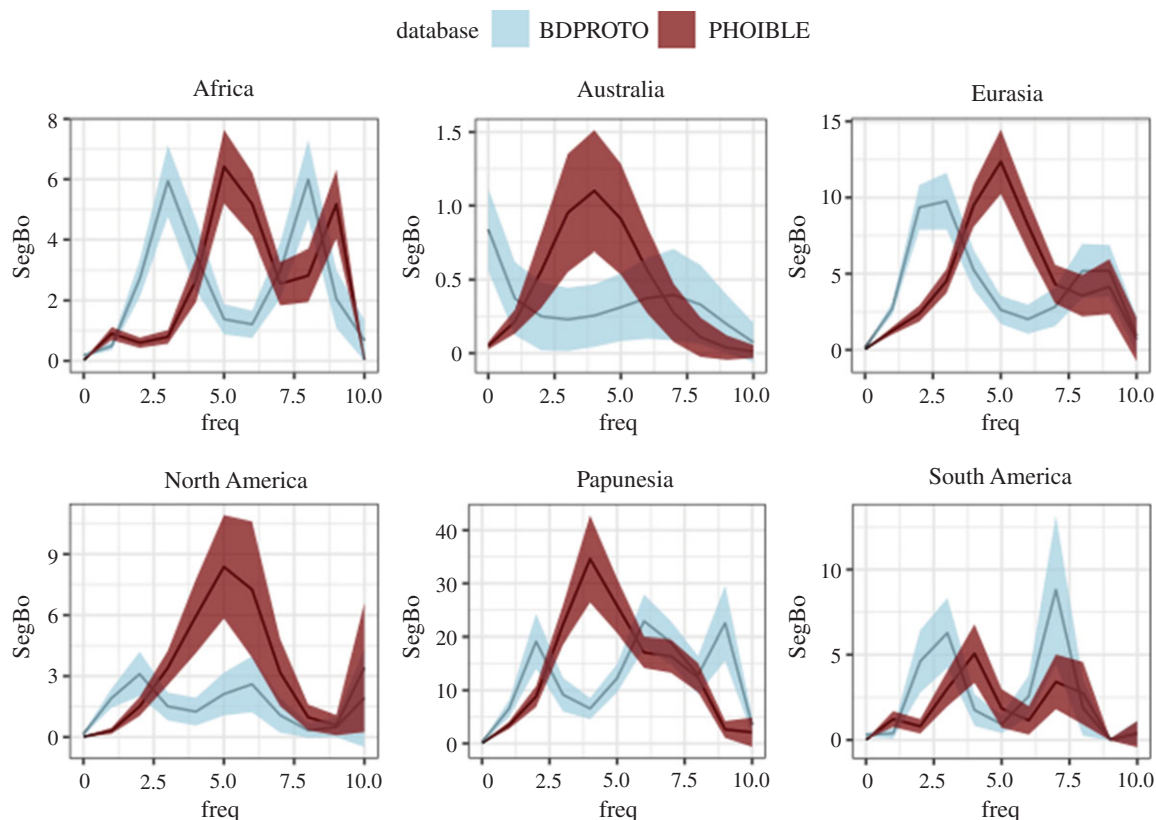 database BDPROTO PHOIBLE
Africa
Australia
Eurasia
SegBo
8
6
4
2
0
0 2.5 5.0 7.5 10.0
freq
SegBo
1.5
1.0
0.5
0
0 2.5 5.0 7.5 10.0
freq
SegBo
15
10
5
0
0 2.5 5.0 7.5 10.0
freq
North America
Papunesia
South America
SegBo
9
6
3
0
0 2.5 5.0 7.5 10.0
freq
SegBo
40
30
20
10
0
0 2.5 5.0 7.5 10.0
freq
SegBo
10
5
0
0 2.5 5.0 7.5 10.0
freq